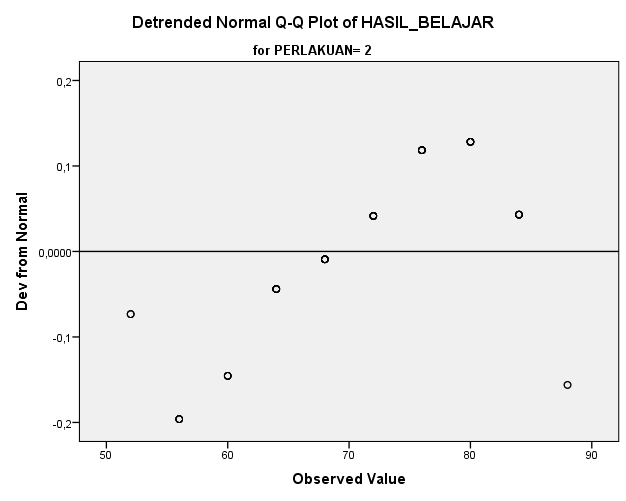 Detrended Normal Q-Q Plot of HASIL_BELAJAR
for PERLAKUAN= 2
Dev from Normal
0,2
0,1
0,0000
-0,1
-0,2
50 60 70 80 90
Observed Value